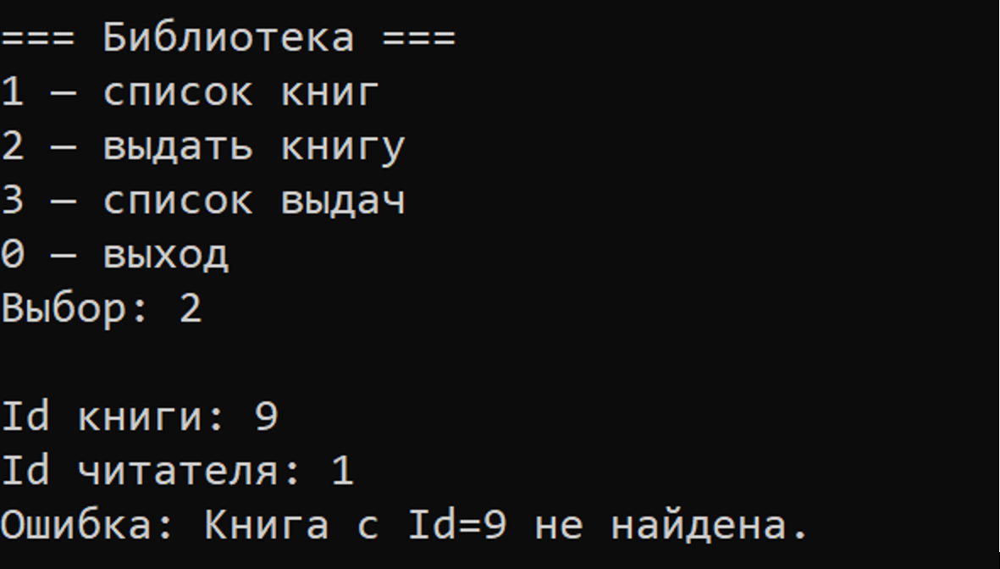 === Библиотека ===
1 — список книг
2 — выдать книгу
3 — список выдач
0 — выход
Выбор: 2
Id книги: 9
Id читателя: 1
Ошибка: Книга с Id=9 не найдена.